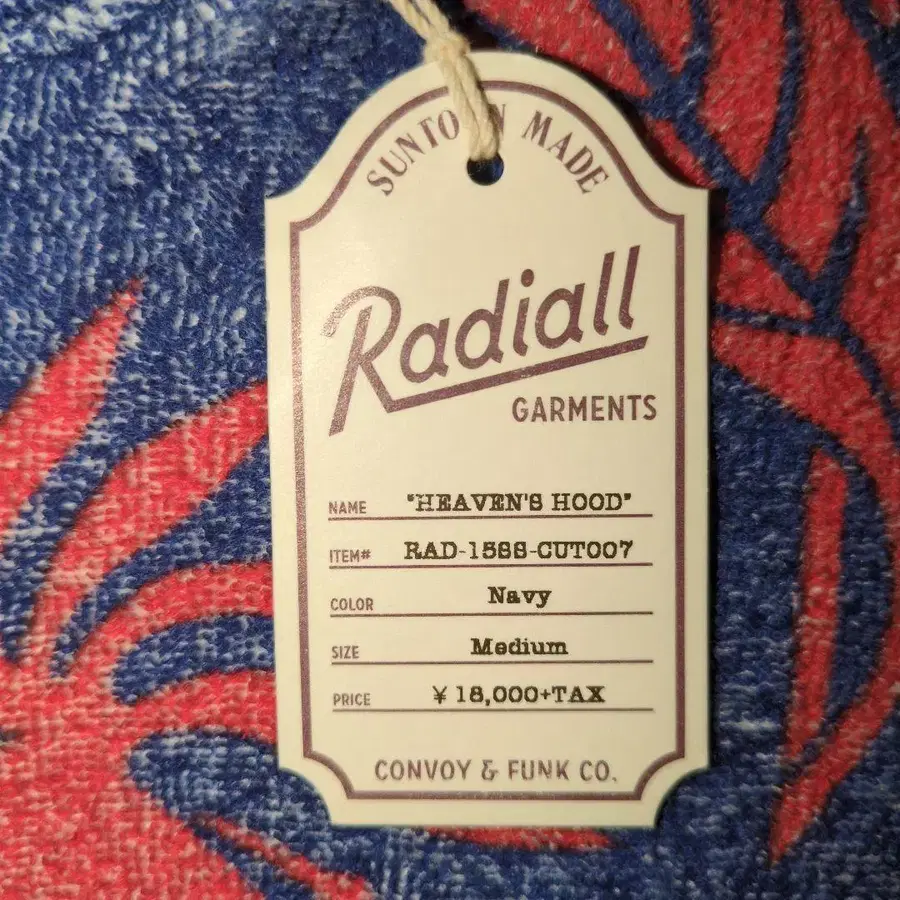 MADE
Radiall
GARMENTS
NAME "HEAVEN'S HOOD"
ITEM# RAD-15SS-CUT007
COLOR Navy
SIZE Medium
PRICE ¥ 18,000+TAX
CONVOY & FUNK CO.